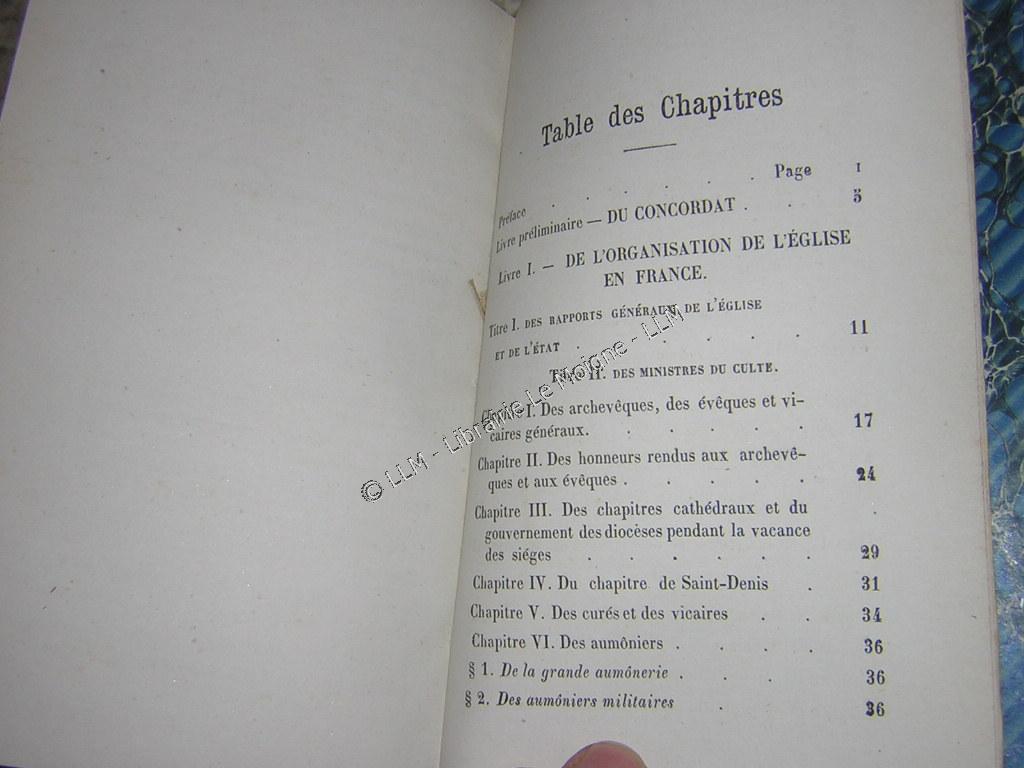 Table des Chapitres
Page I
Préface . . . . . .
Livre préliminaire — DU CONCORDAT . . 5
Livre I. — DE L'ORGANISATION DE L'ÉGLISE
EN FRANCE.
Titre I. DES RAPPORTS GÉNÉRAUX DE L'ÉGLISE
ET DE L'ÉTAT . . . . . . 11
Titre II. DES MINISTRES DU CULTE.
Chapitre I. Des archevêques, des évêques et vi-
caires généraux. . . . . . 17
Chapitre II. Des honneurs rendus aux archevê-
ques et aux évêques . . . . . 24
Chapitre III. Des chapitres cathédraux et du
gouvernement des diocèses pendant la vacance
des siéges . . . . . . 29
Chapitre IV. Du chapitre de Saint-Denis . 31
Chapitre V. Des curés et des vicaires . . 34
Chapitre VI. Des aumôniers . . . . 36
§ 1. De la grande aumônerie . . . 36
§ 2. Des aumôniers militaires . 36
© LLM - Librairie Le Moigne - LLM